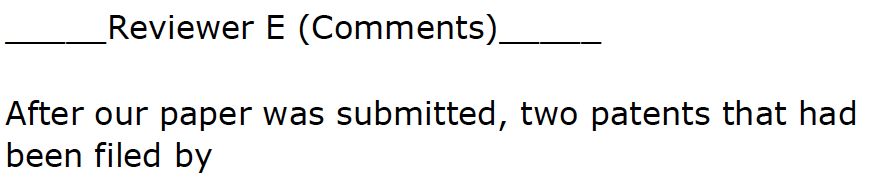 _____Reviewer E (Comments)_____
After our paper was submitted, two patents that had
been filed by